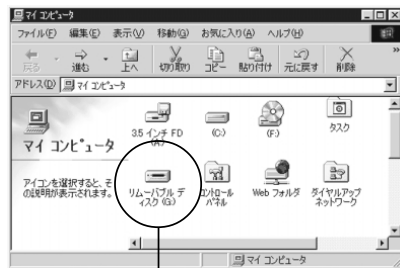 マイ コンピュータ
ファイル(F) 編集(E) 表示(V) 移動(G) お気に入り(A) ヘルプ(H)
戻る 進む 上へ 切り取り コピー 貼り付け 元に戻す 削除 »
アドレス(D) マイ コンピュータ
マイ コンピュータ
アイコンを選択すると、そ
の説明が表示されます。
3.5 インチ FD
(A:)
(C:)
(F:)
タスク
リムーバブル デ
ィスク (G:)
コントロール
パネル
Web フォルダ
ダイヤルアップ
ネットワーク
マイ コンピュータ